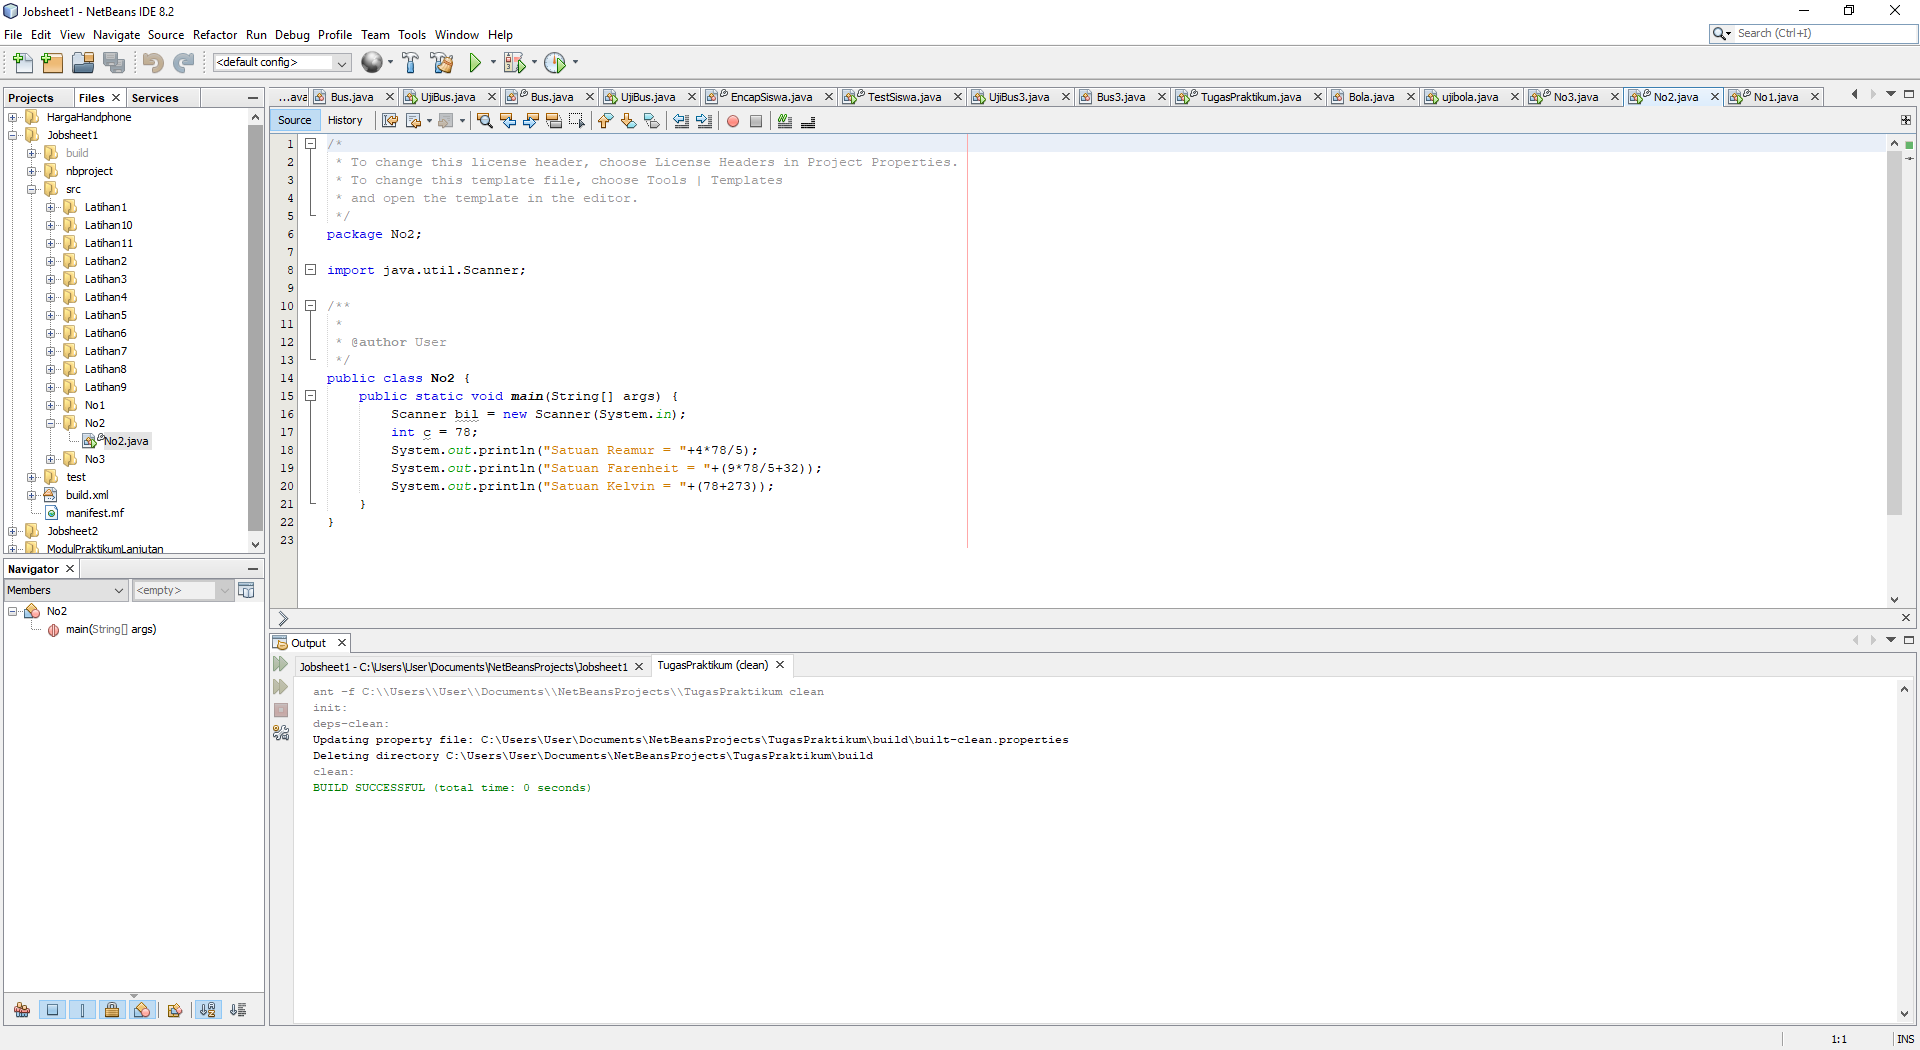 Jobsheet1 - NetBeans IDE 8.2
File Edit View Navigate Source Refactor Run Debug Profile Team Tools Window Help
Search (Ctrl+I)
<default config>
Projects Files Services
...ava Bus.java UjiBus.java Bus.java UjiBus.java EncapSiswa.java TestSiswa.java UjiBus3.java Bus3.java TugasPraktikum.java Bola.java ujibola.java No3.java No2.java No1.java
HargaHandphone
Jobsheet1
build
nbproject
src
Latihan1
Latihan10
Latihan11
Latihan2
Latihan3
Latihan4
Latihan5
Latihan6
Latihan7
Latihan8
Latihan9
No1
No2
No2.java
No3
test
build.xml
manifest.mf
Jobsheet2
ModulPraktikumLanjutan
Source History
1 /*
2 * To change this license header, choose License Headers in Project Properties.
3 * To change this template file, choose Tools | Templates
4 * and open the template in the editor.
5 */
6 package No2;
7
8 import java.util.Scanner;
9
10 /**
11 *
12 * @author User
13 */
14 public class No2 {
15 public static void main(String[] args) {
16 Scanner bil = new Scanner(System.in);
17 int c = 78;
18 System.out.println("Satuan Reamur = "+4*78/5);
19 System.out.println("Satuan Farenheit = "+(9*78/5+32));
20 System.out.println("Satuan Kelvin = "+(78+273));
21 }
22 }
23
Navigator
Members <empty>
No2
main(String[] args)
Output
Jobsheet1 - C:\Users\User\Documents\NetBeansProjects\Jobsheet1 TugasPraktikum (clean)
ant -f C:\\Users\\User\\Documents\\NetBeansProjects\\TugasPraktikum clean
init:
deps-clean:
Updating property file: C:\Users\User\Documents\NetBeansProjects\TugasPraktikum\build\built-clean.properties
Deleting directory C:\Users\User\Documents\NetBeansProjects\TugasPraktikum\build
clean:
BUILD SUCCESSFUL (total time: 0 seconds)
1:1 INS